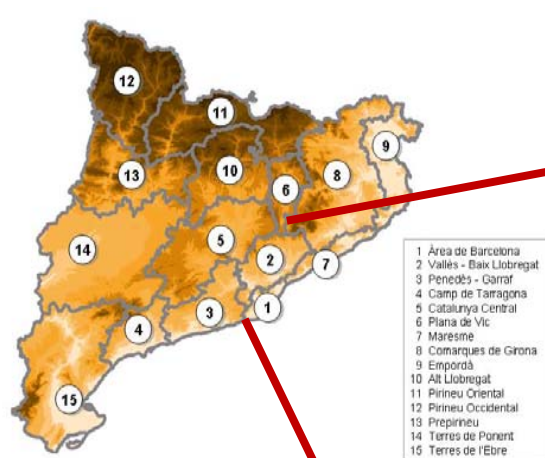 12
11
9
13
10
6
8
14
5
2
7
3
1
4
15
1 Àrea de Barcelona
2 Vallès - Baix Llobregat
3 Penedès - Garraf
4 Camp de Tarragona
5 Catalunya Central
6 Plana de Vic
7 Maresme
8 Comarques de Girona
9 Empordà
10 Alt Llobregat
11 Pirineu Oriental
12 Pirineu Occidental
13 Prepirineu
14 Terres de Ponent
15 Terres de l'Ebre